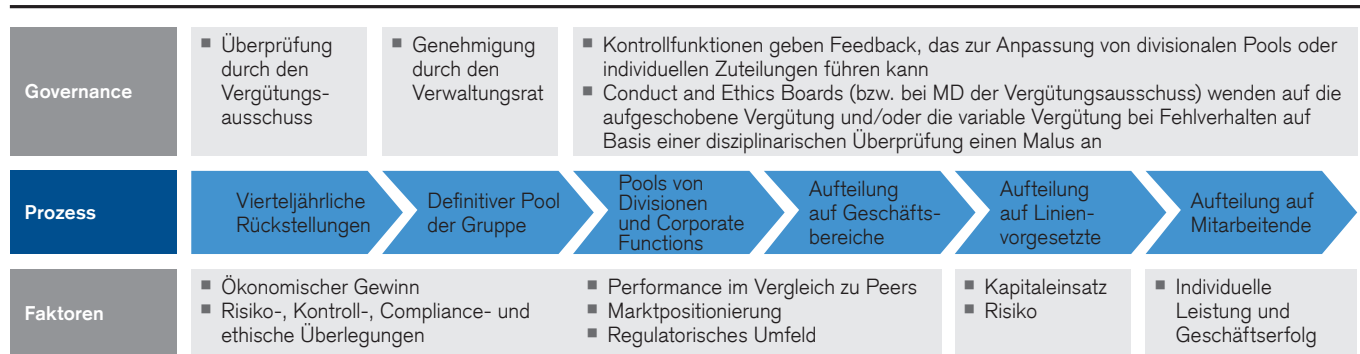 Governance
■ Überprüfung
durch den
Vergütungs-
ausschuss
■ Genehmigung
durch den
Verwaltungsrat
■ Kontrollfunktionen geben Feedback, das zur Anpassung von divisionalen Pools oder
individuellen Zuteilungen führen kann
■ Conduct and Ethics Boards (bzw. bei MD der Vergütungsausschuss) wenden auf die
aufgeschobene Vergütung und/oder die variable Vergütung bei Fehlverhalten auf
Basis einer disziplinarischen Überprüfung einen Malus an
Prozess
Vierteljährliche
Rückstellungen
Definitiver Pool
der Gruppe
Pools von
Divisionen
und Corporate
Functions
Aufteilung
auf Geschäfts-
bereiche
Aufteilung
auf Linien-
vorgesetzte
Aufteilung auf
Mitarbeitende
Faktoren
■ Ökonomischer Gewinn
■ Risiko-, Kontroll-, Compliance- und
ethische Überlegungen
■ Performance im Vergleich zu Peers
■ Marktpositionierung
■ Regulatorisches Umfeld
■ Kapitaleinsatz
■ Risiko
■ Individuelle
Leistung und
Geschäftserfolg